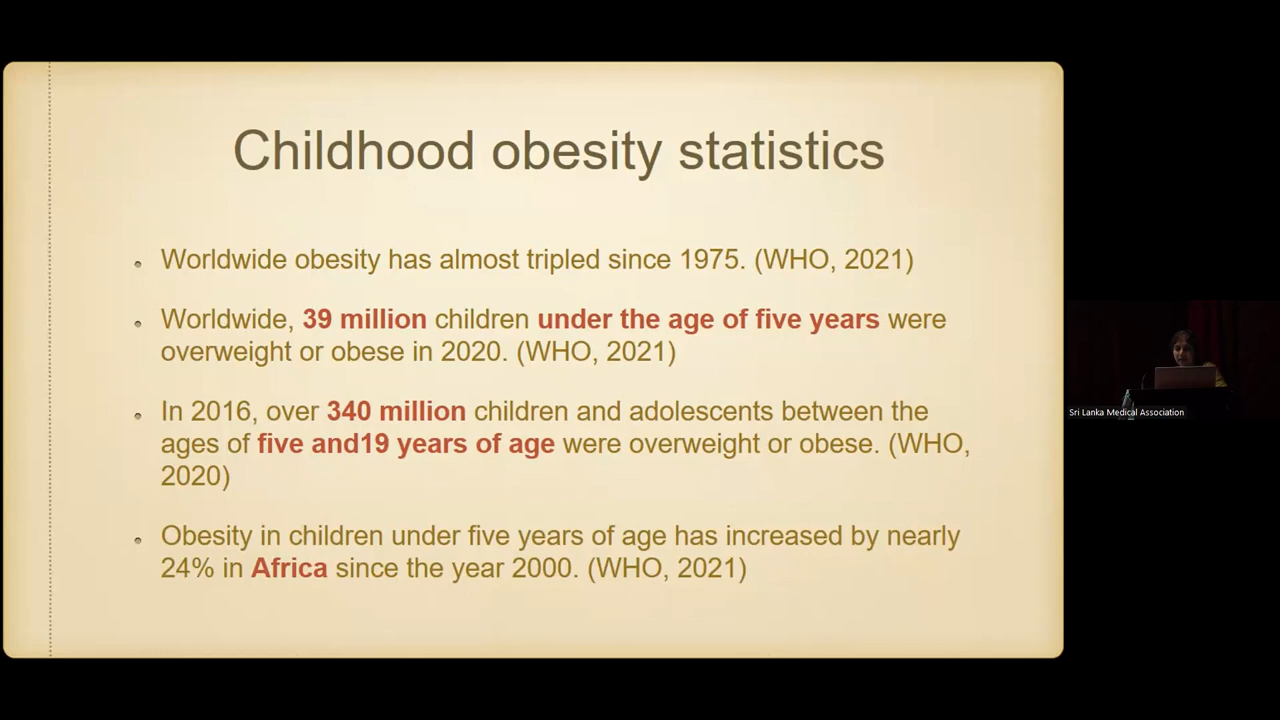 Childhood obesity statistics
Worldwide obesity has almost tripled since 1975. (WHO, 2021)
Worldwide, 39 million children under the age of five years were
overweight or obese in 2020. (WHO, 2021)
In 2016, over 340 million children and adolescents between the
ages of five and19 years of age were overweight or obese. (WHO,
2020)
Obesity in children under five years of age has increased by nearly
24% in Africa since the year 2000. (WHO, 2021)
Sri Lanka Medical Association